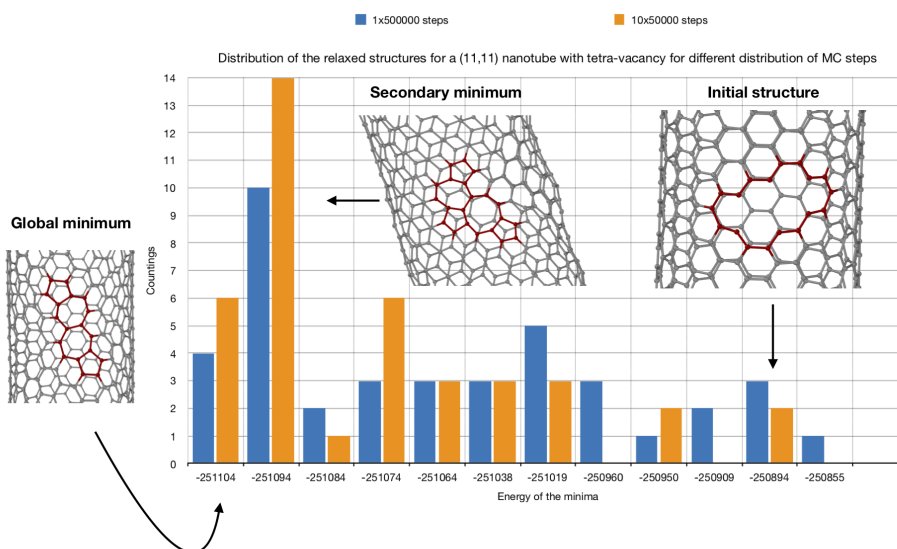 1x500000 steps
10x50000 steps
Distribution of the relaxed structures for a (11,11) nanotube with tetra-vacancy for different distribution of MC steps
Global minimum
Secondary minimum
Initial structure
Countings
14
13
12
11
10
9
8
7
6
5
4
3
2
1
0
-251104 -251094 -251084 -251074 -251064 -251038 -251019 -250960 -250950 -250909 -250894 -250855
Energy of the minima